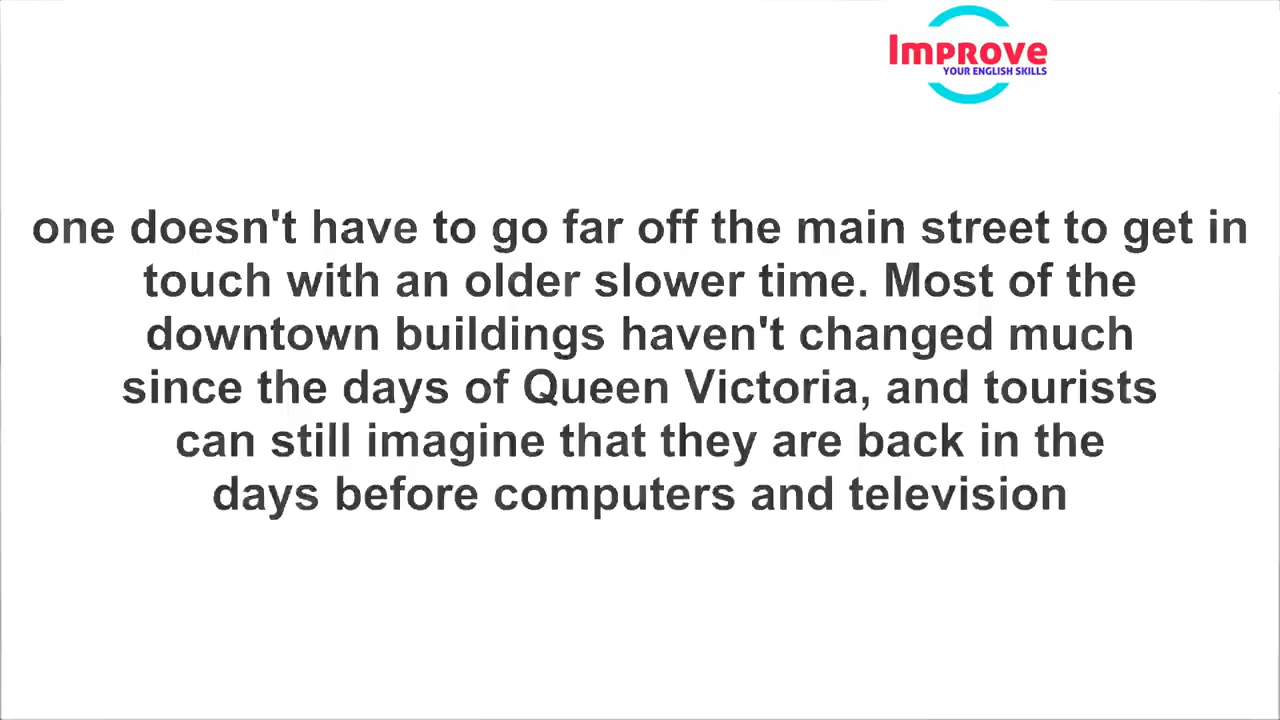 Improve
YOUR ENGLISH SKILLS
one doesn't have to go far off the main street to get in
touch with an older slower time. Most of the
downtown buildings haven't changed much
since the days of Queen Victoria, and tourists
can still imagine that they are back in the
days before computers and television